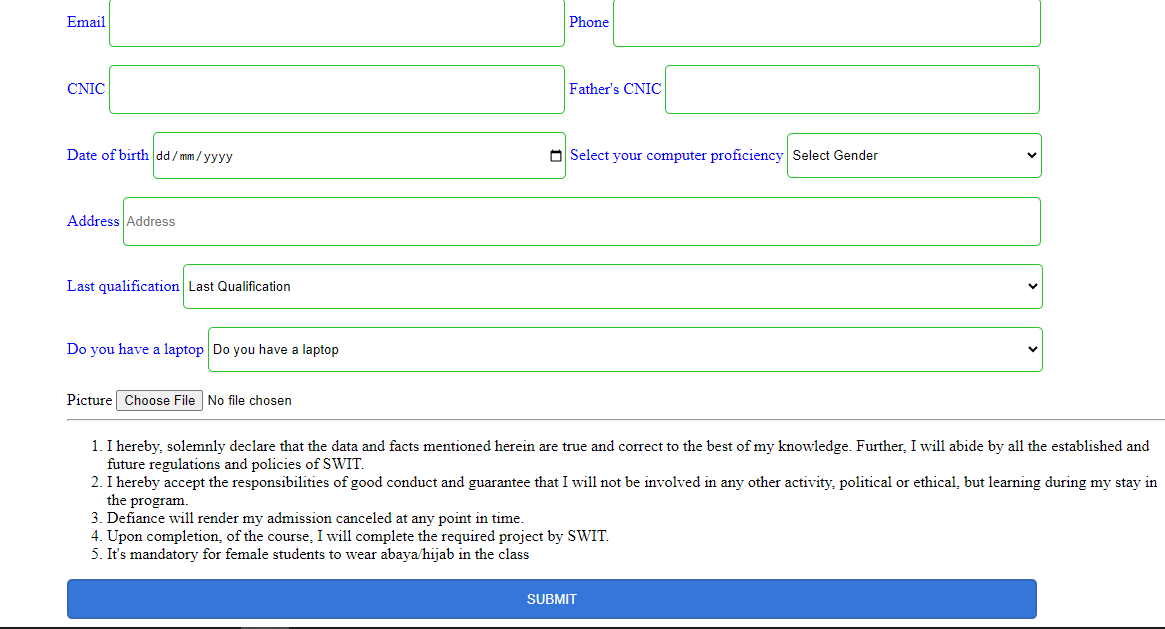 Email Phone
CNIC Father's CNIC
Date of birth dd/mm/yyyy Select your computer proficiency Select Gender
Address Address
Last qualification Last Qualification
Do you have a laptop Do you have a laptop
Picture Choose File No file chosen
1. I hereby, solemnly declare that the data and facts mentioned herein are true and correct to the best of my knowledge. Further, I will abide by all the established and
future regulations and policies of SWIT.
2. I hereby accept the responsibilities of good conduct and guarantee that I will not be involved in any other activity, political or ethical, but learning during my stay in
the program.
3. Defiance will render my admission canceled at any point in time.
4. Upon completion, of the course, I will complete the required project by SWIT.
5. It's mandatory for female students to wear abaya/hijab in the class
SUBMIT